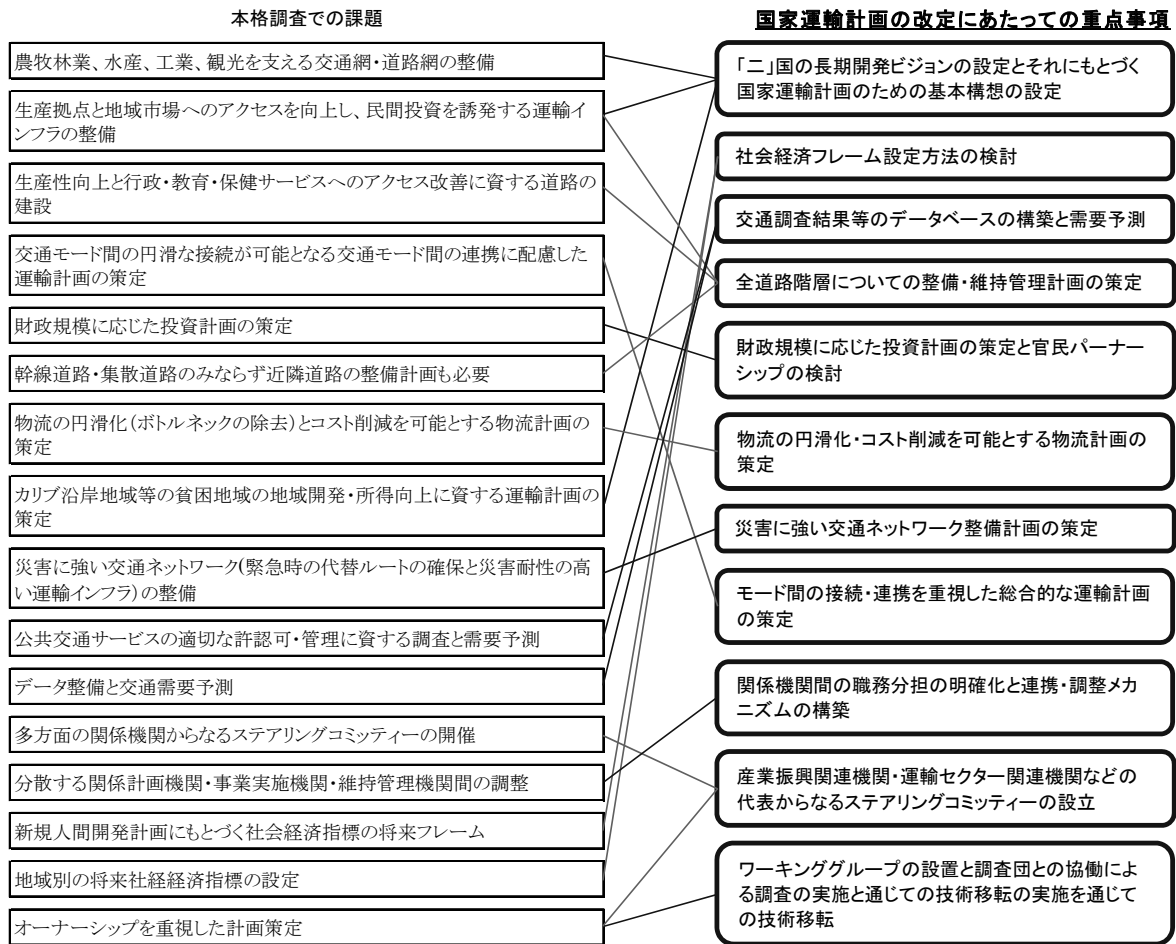 本格調査での課題
農牧林業、水産、工業、観光を支える交通網・道路網の整備
生産拠点と地域市場へのアクセスを向上し、民間投資を誘発する運輸イ
ンフラの整備
生産性向上と行政・教育・保健サービスへのアクセス改善に資する道路の
建設
交通モード間の円滑な接続が可能となる交通モード間の連携に配慮した
運輸計画の策定
財政規模に応じた投資計画の策定
幹線道路・集散道路のみならず近隣道路の整備計画も必要
物流の円滑化(ボトルネックの除去)とコスト削減を可能とする物流計画の
策定
カリブ沿岸地域等の貧困地域の地域開発・所得向上に資する運輸計画の
策定
災害に強い交通ネットワーク(緊急時の代替ルートの確保と災害耐性の高
い運輸インフラ)の整備
公共交通サービスの適切な許認可・管理に資する調査と需要予測
データ整備と交通需要予測
多方面の関係機関からなるステアリングコミッティーの開催
分散する関係計画機関・事業実施機関・維持管理機関間の調整
新規人間開発計画にもとづく社会経済指標の将来フレーム
地域別の将来社経経済指標の設定
オーナーシップを重視した計画策定
国家運輸計画の改定にあたっての重点事項
「ニ」国の長期開発ビジョンの設定とそれにもとづく
国家運輸計画のための基本構想の設定
社会経済フレーム設定方法の検討
交通調査結果等のデータベースの構築と需要予測
全道路階層についての整備・維持管理計画の策定
財政規模に応じた投資計画の策定と官民パーナー
シップの検討
物流の円滑化・コスト削減を可能とする物流計画の
策定
災害に強い交通ネットワーク整備計画の策定
モード間の接続・連携を重視した総合的な運輸計画
の策定
関係機関間の職務分担の明確化と連携・調整メカ
ニズムの構築
産業振興関連機関・運輸セクター関連機関などの
代表からなるステアリングコミッティーの設立
ワーキンググループの設置と調査団との協働によ
る調査の実施と通じての技術移転の実施を通じて
の技術移転